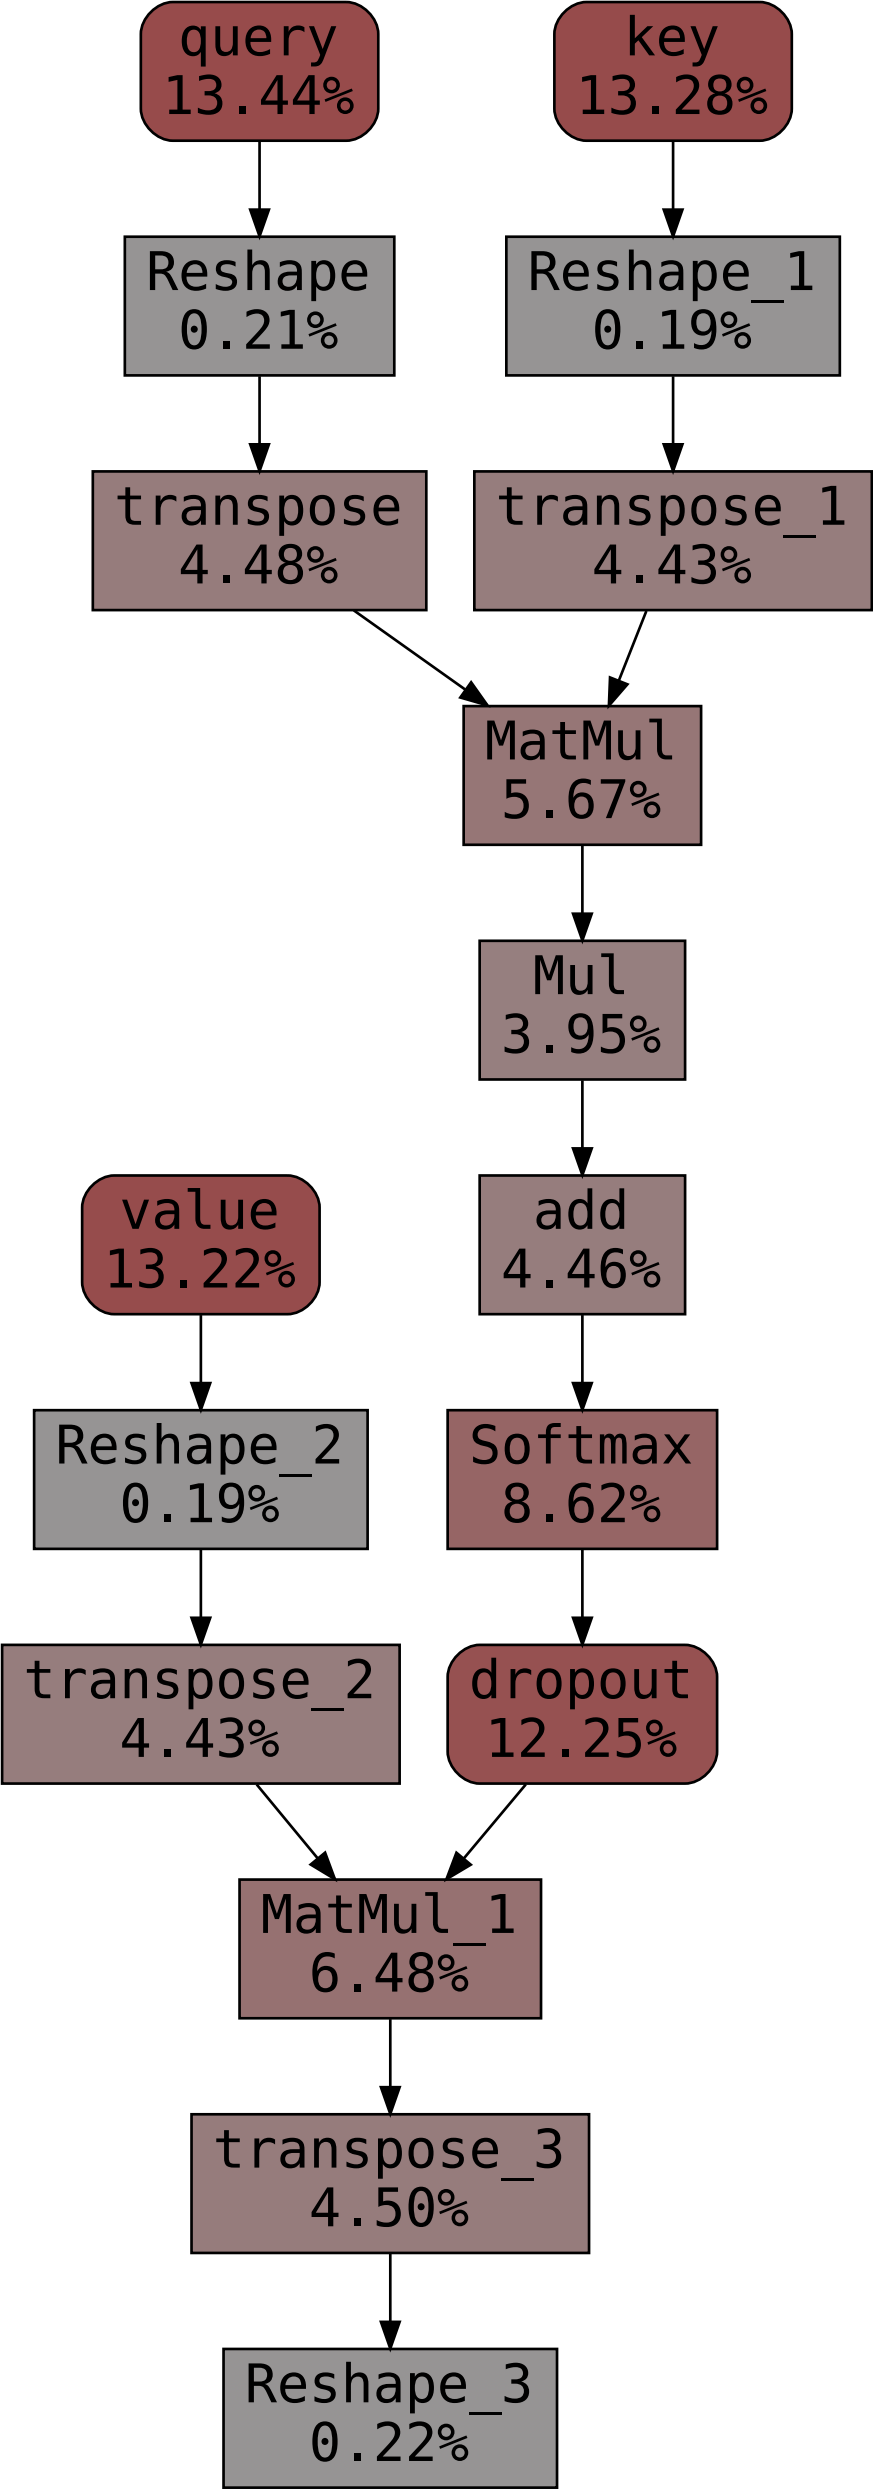 query
13.44%
key
13.28%
Reshape
0.21%
Reshape_1
0.19%
transpose
4.48%
transpose_1
4.43%
MatMul
5.67%
Mul
3.95%
value
13.22%
add
4.46%
Reshape_2
0.19%
Softmax
8.62%
transpose_2
4.43%
dropout
12.25%
MatMul_1
6.48%
transpose_3
4.50%
Reshape_3
0.22%